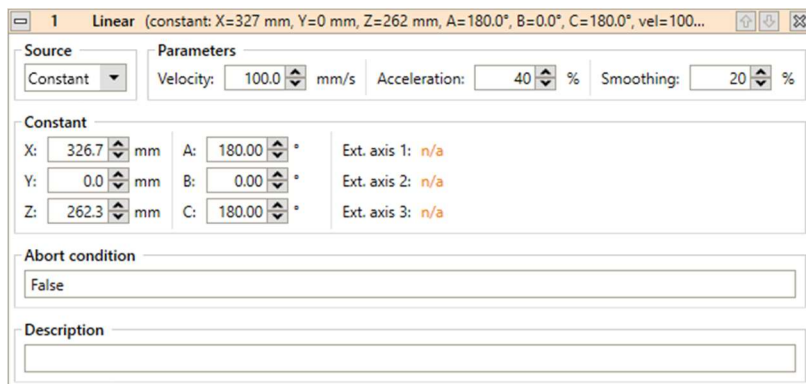 1 Linear (constant: X=327 mm, Y=0 mm, Z=262 mm, A=180.0°, B=0.0°, C=180.0°, vel=100...
Source Parameters
Constant Velocity: 100.0 mm/s Acceleration: 40 % Smoothing: 20 %
Constant
X: 326.7 mm A: 180.00 ° Ext. axis 1: n/a
Y: 0.0 mm B: 0.00 ° Ext. axis 2: n/a
Z: 262.3 mm C: 180.00 ° Ext. axis 3: n/a
Abort condition
False
Description